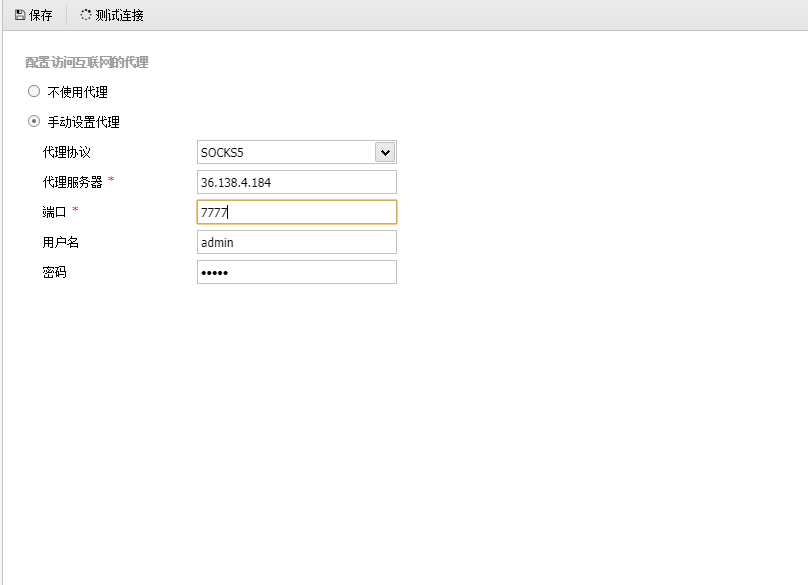 保存 测试连接
配置访问互联网的代理
不使用代理
手动设置代理
代理协议 SOCKS5
代理服务器 * 36.138.4.184
端口 * 7777
用户名 admin
密码 •••••